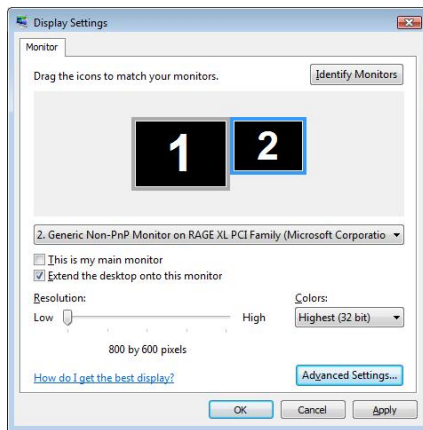 Display Settings
Monitor
Drag the icons to match your monitors.
Identify Monitors
1
2
2. Generic Non-PnP Monitor on RAGE XL PCI Family (Microsoft Corporatio
This is my main monitor
Extend the desktop onto this monitor
Resolution:
Colors:
Low
High
Highest (32 bit)
800 by 600 pixels
How do I get the best display?
Advanced Settings...
OK
Cancel
Apply